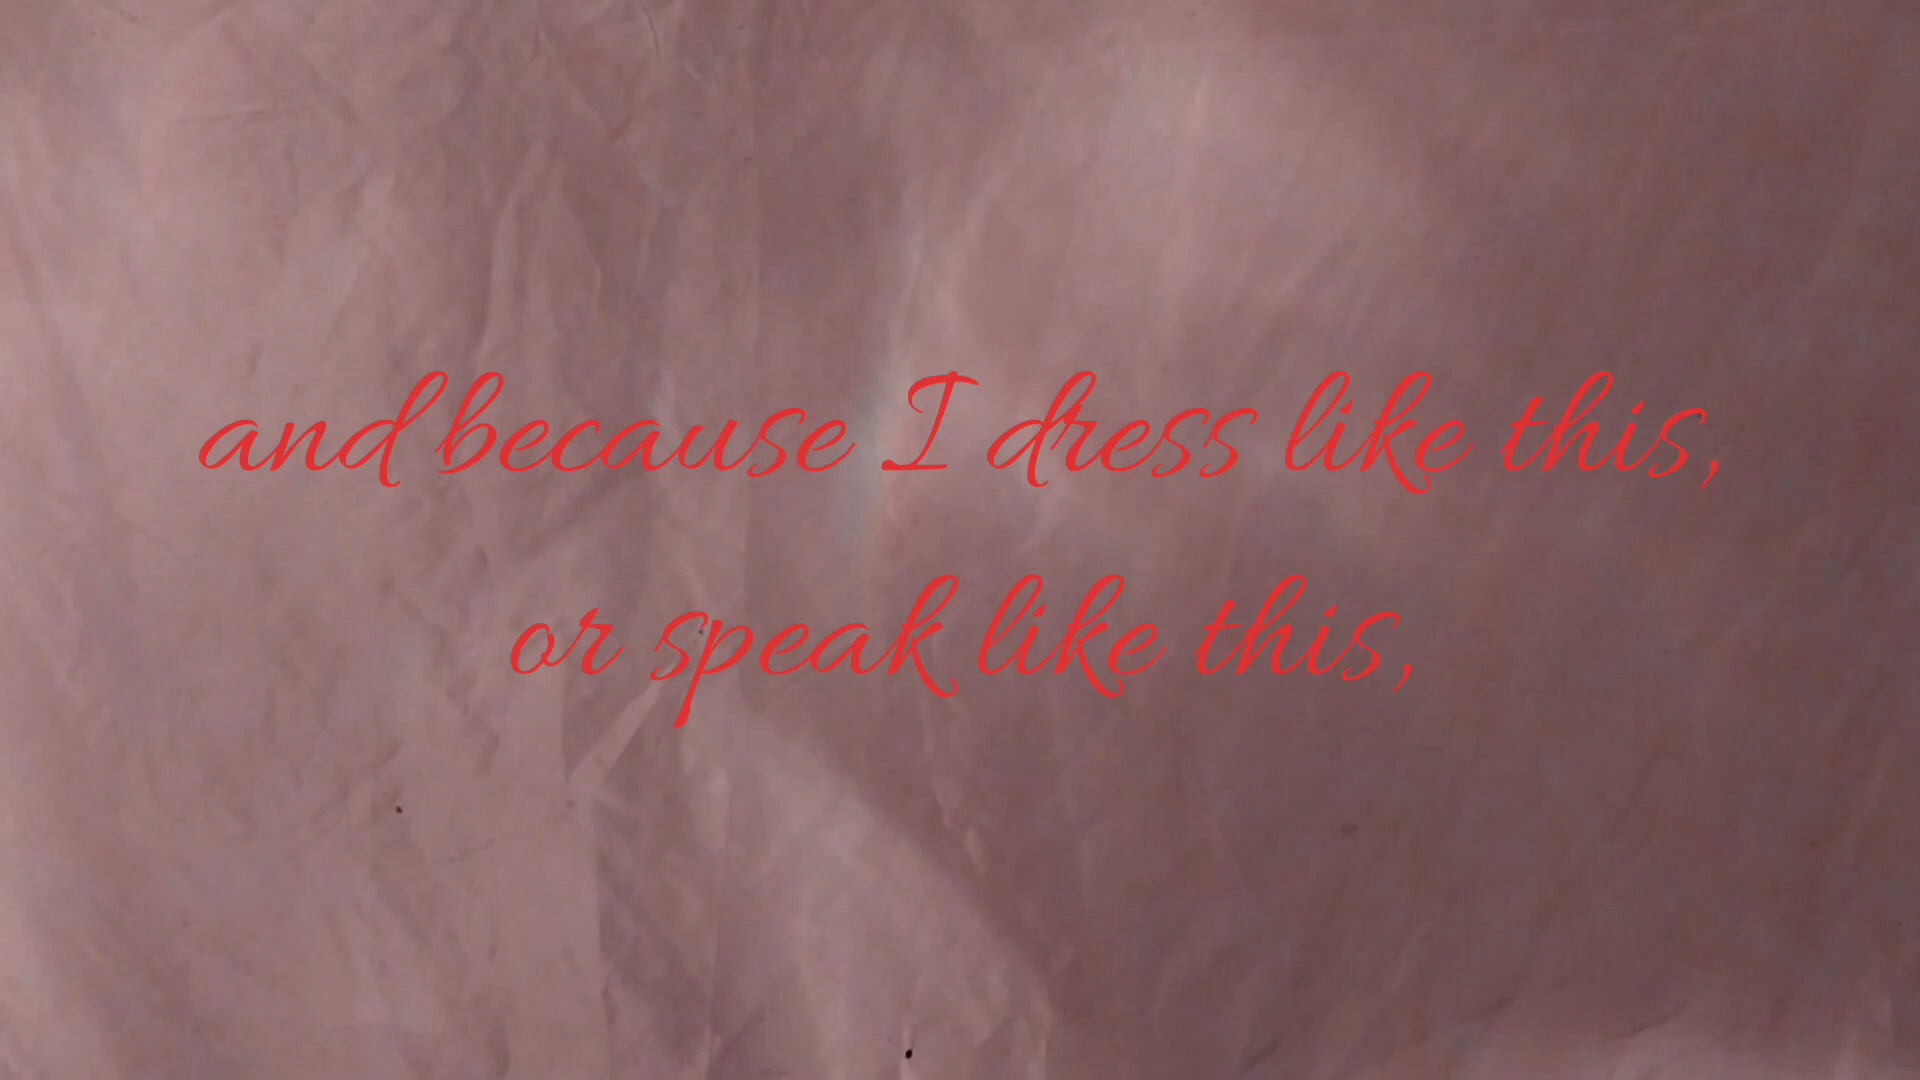 and because I dress like this,
or speak like this,